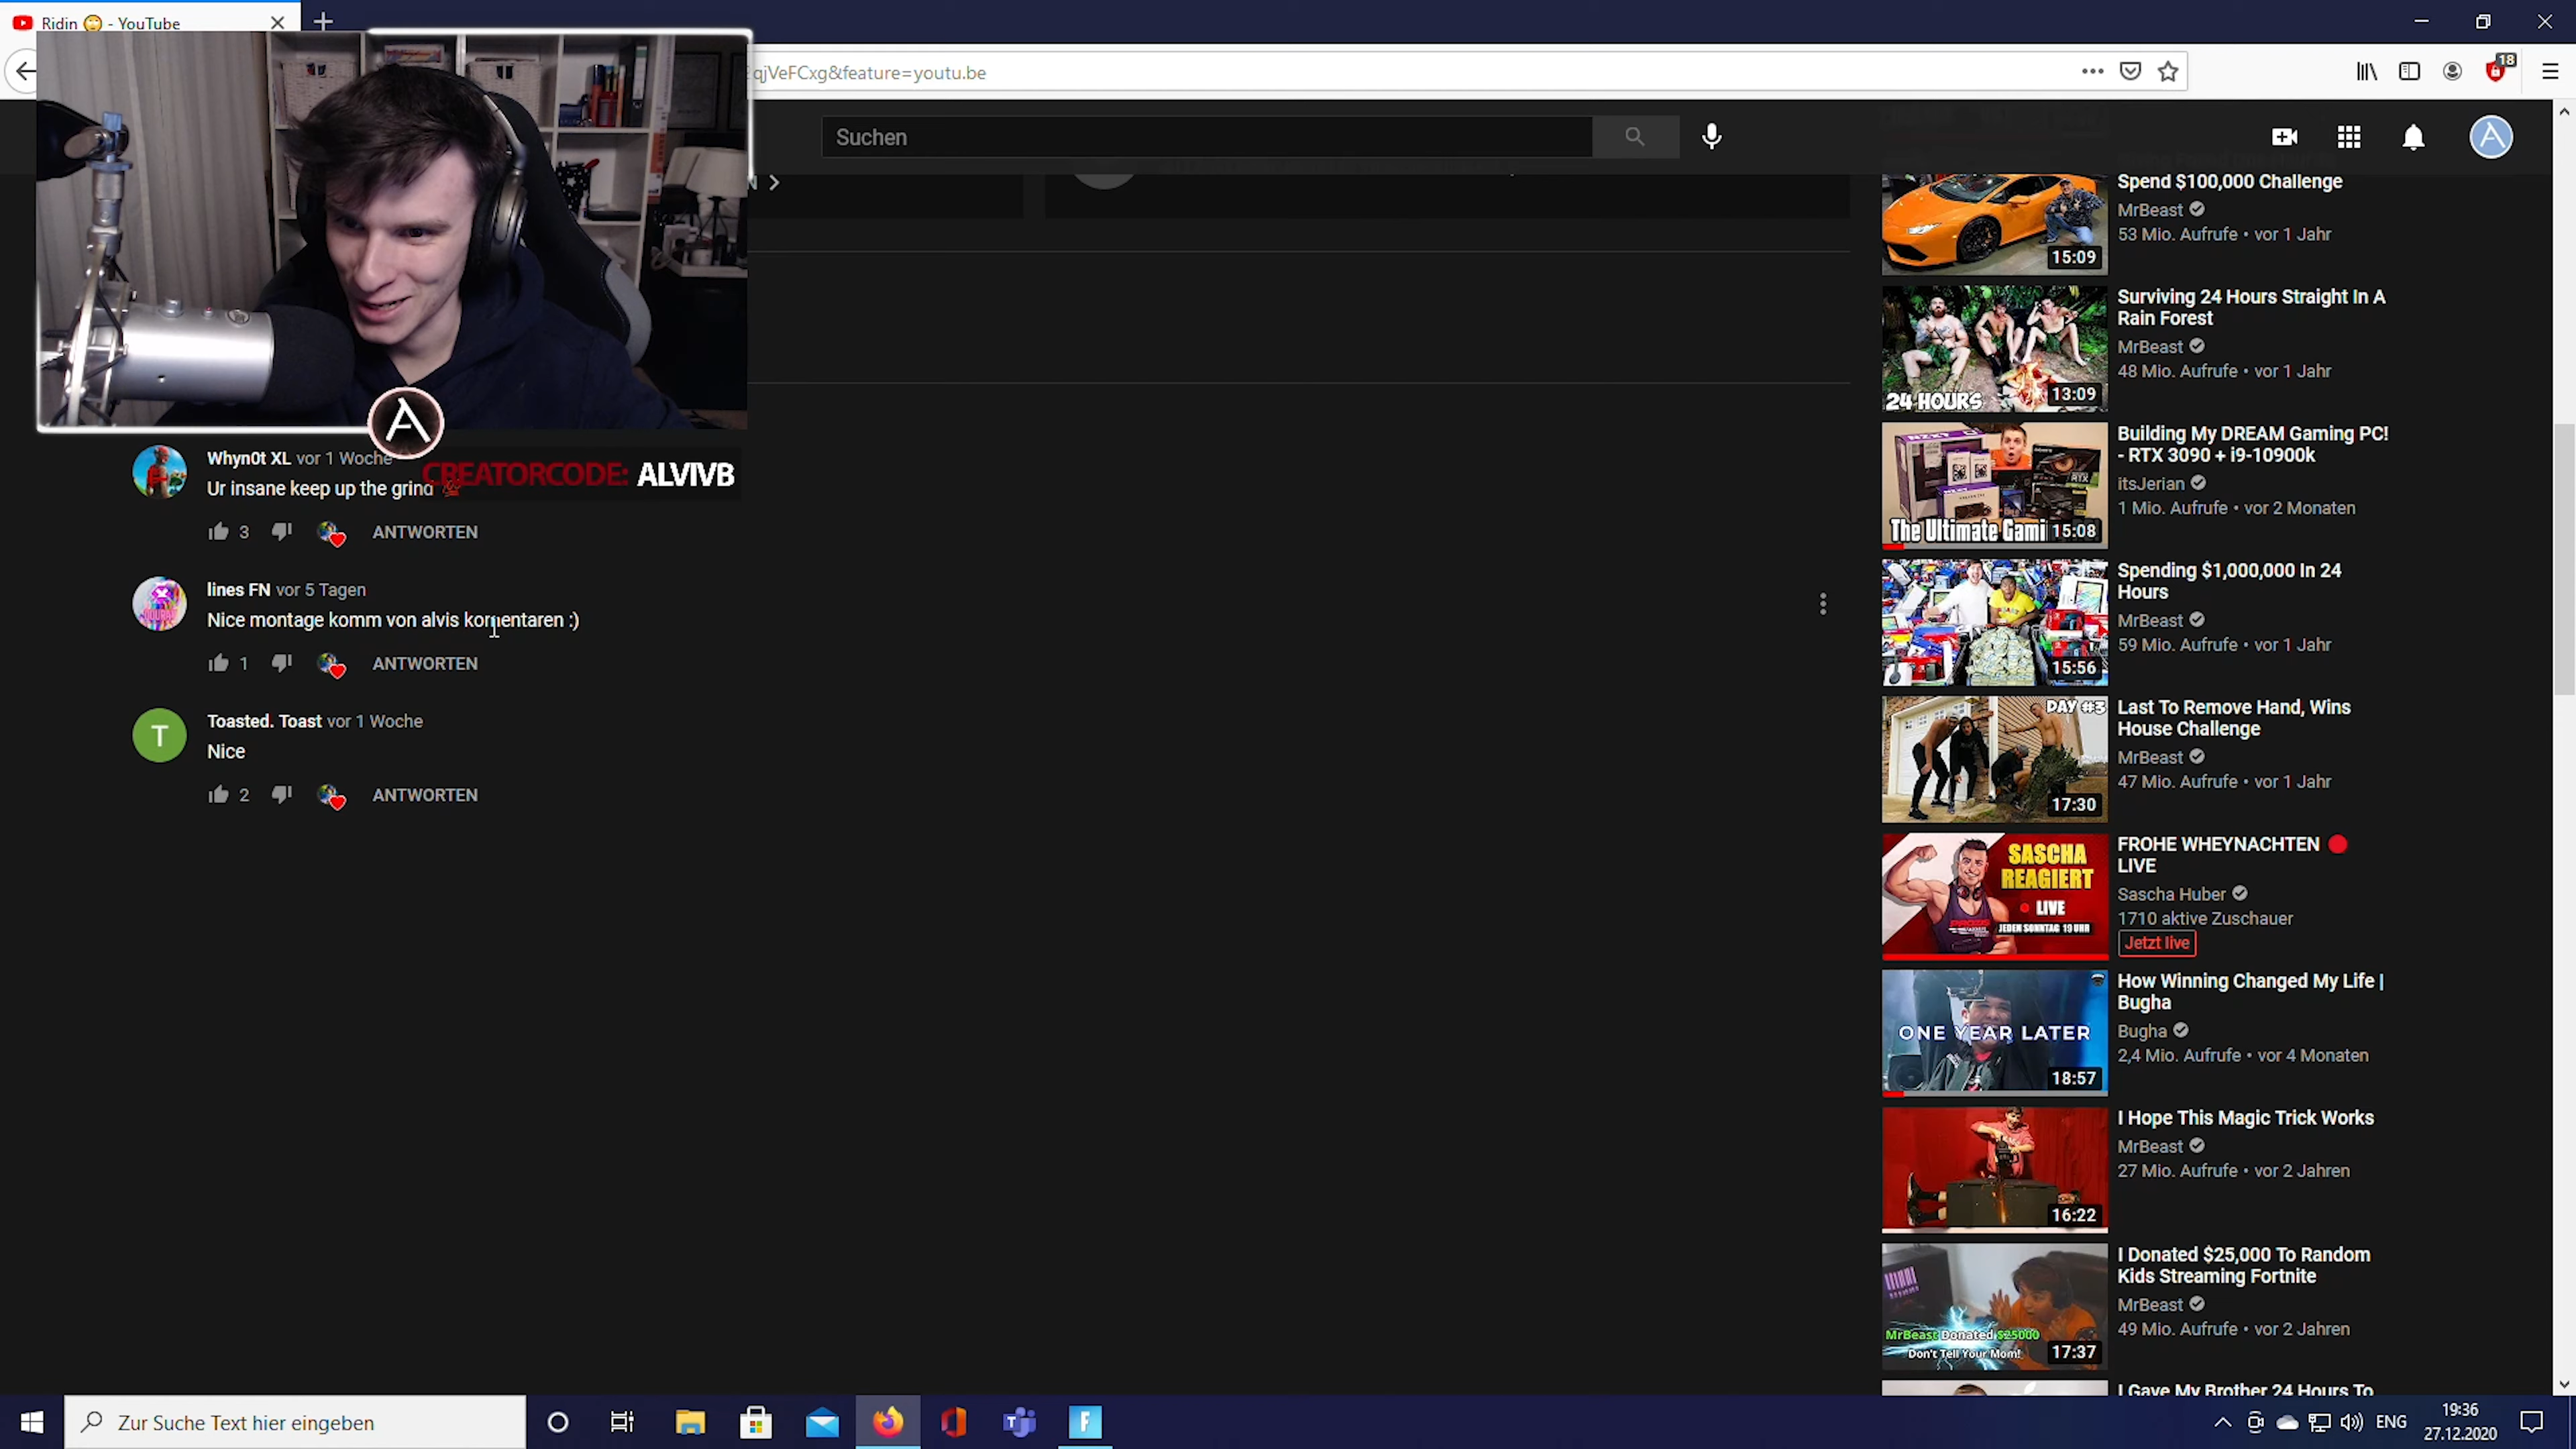 Ridin 🙄 - YouTube
qjVeFCxg&feature=youtu.be
18
Suchen
CREATORCODE: ALVIVB
Whyn0t XL vor 1 Woche
Ur insane keep up the grind 💯
3 ANTWORTEN
lines FN vor 5 Tagen
Nice montage komm von alvis komentaren :)
1 ANTWORTEN
T
Toasted. Toast vor 1 Woche
Nice
2 ANTWORTEN
15:09
Spend $100,000 Challenge
MrBeast
53 Mio. Aufrufe • vor 1 Jahr
24 HOURS
13:09
Surviving 24 Hours Straight In A
Rain Forest
MrBeast
48 Mio. Aufrufe • vor 1 Jahr
NZXT
The Ultimate Gami
15:08
Building My DREAM Gaming PC!
- RTX 3090 + i9-10900k
itsJerian
1 Mio. Aufrufe • vor 2 Monaten
15:56
Spending $1,000,000 In 24
Hours
MrBeast
59 Mio. Aufrufe • vor 1 Jahr
DAY #3
17:30
Last To Remove Hand, Wins
House Challenge
MrBeast
47 Mio. Aufrufe • vor 1 Jahr
SASCHA
REAGIERT
LIVE
JEDEN SONNTAG 19 UHR
FROHE WHEYNACHTEN 🔴
LIVE
Sascha Huber
1710 aktive Zuschauer
Jetzt live
ONE YEAR LATER
18:57
How Winning Changed My Life |
Bugha
Bugha
2,4 Mio. Aufrufe • vor 4 Monaten
16:22
I Hope This Magic Trick Works
MrBeast
27 Mio. Aufrufe • vor 2 Jahren
MrBeast Donated $25000
Don't Tell Your Mom!
17:37
I Donated $25,000 To Random
Kids Streaming Fortnite
MrBeast
49 Mio. Aufrufe • vor 2 Jahren
I Gave My Brother 24 Hours To
Zur Suche Text hier eingeben
ENG
19:36
27.12.2020